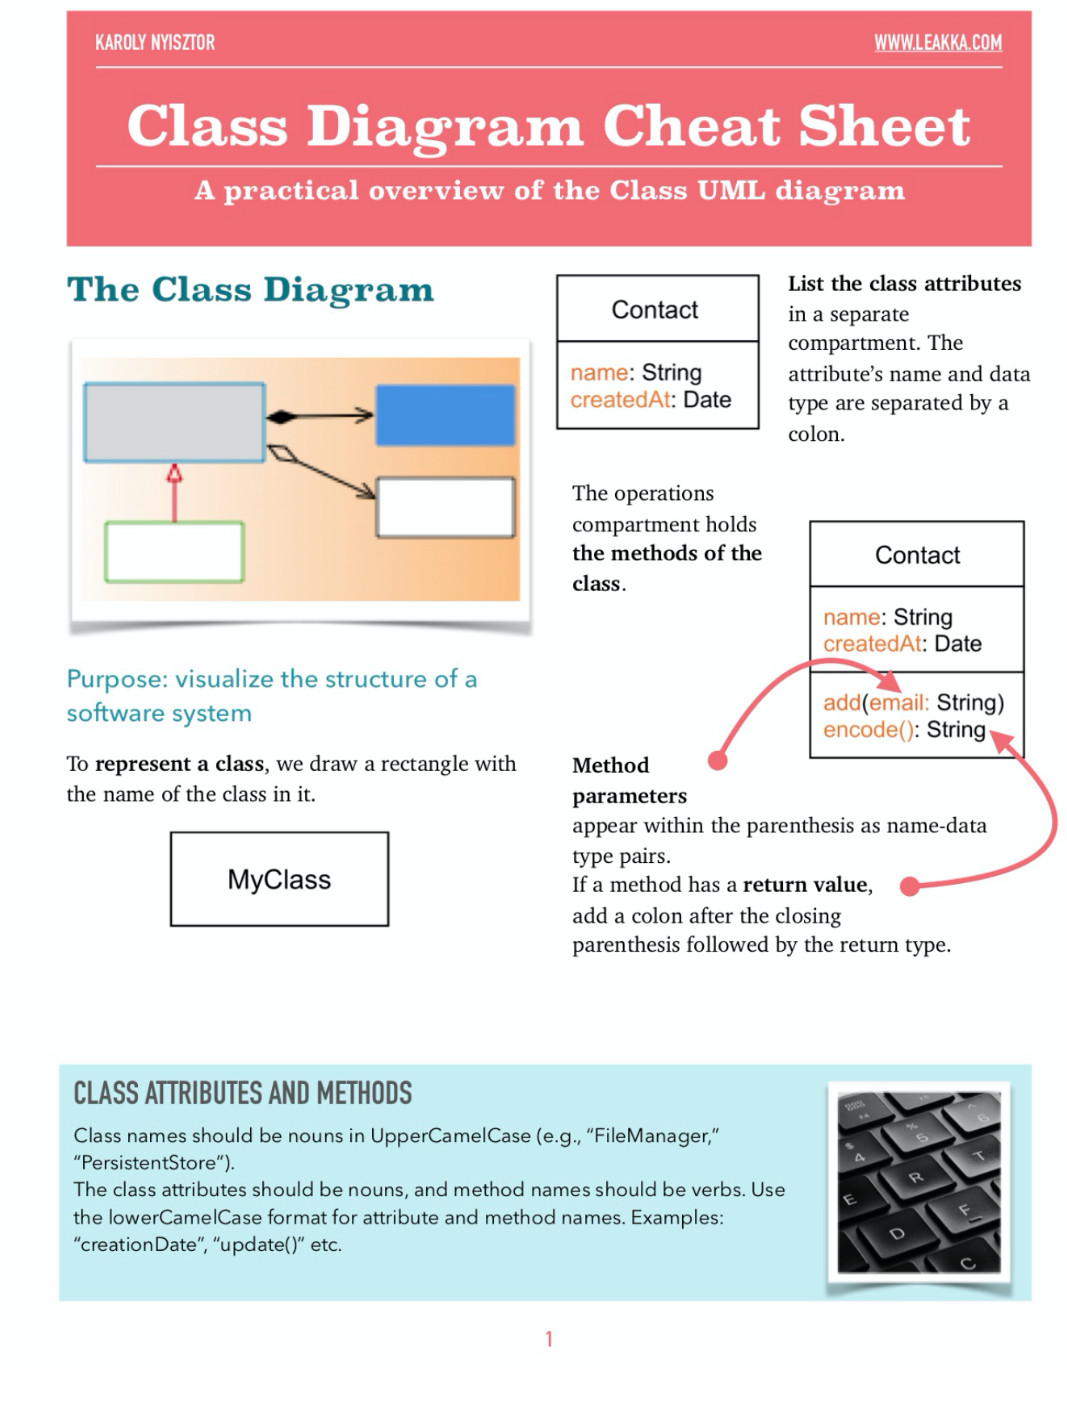 KAROLY NYISZTOR
WWW.LEAKKA.COM
Class Diagram Cheat Sheet
A practical overview of the Class UML diagram
The Class Diagram
Purpose: visualize the structure of a
software system
To represent a class, we draw a rectangle with
the name of the class in it.
MyClass
Contact
name: String
createdAt: Date
List the class attributes
in a separate
compartment. The
attribute’s name and data
type are separated by a
colon.
The operations
compartment holds
the methods of the
class.
Contact
name: String
createdAt: Date
add(email: String)
encode(): String
Method
parameters
appear within the parenthesis as name-data
type pairs.
If a method has a return value,
add a colon after the closing
parenthesis followed by the return type.
CLASS ATTRIBUTES AND METHODS
Class names should be nouns in UpperCamelCase (e.g., “FileManager,”
“PersistentStore”).
The class attributes should be nouns, and method names should be verbs. Use
the lowerCamelCase format for attribute and method names. Examples:
“creationDate”, “update()” etc.
^
6
%
5
$
4
T
R
E
F
D
C
1